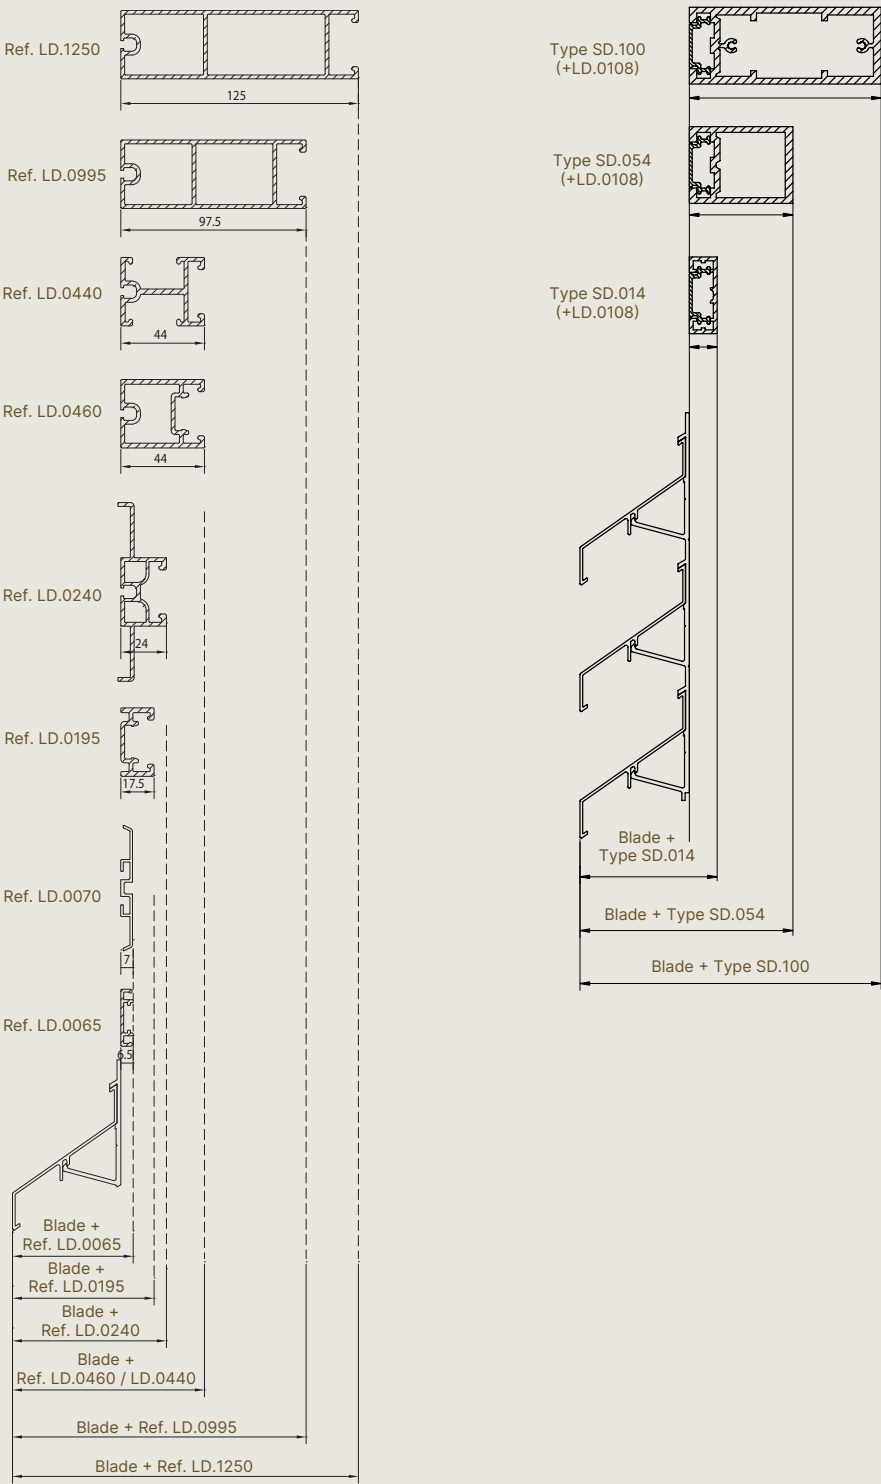 Ref. LD.1250
125
Ref. LD.0995
97.5
Ref. LD.0440
44
Ref. LD.0460
44
Ref. LD.0240
24
Ref. LD.0195
17.5
Ref. LD.0070
7
Ref. LD.0065
6.5
Blade +
Ref. LD.0065
Blade +
Ref. LD.0195
Blade +
Ref. LD.0240
Blade +
Ref. LD.0460 / LD.0440
Blade + Ref. LD.0995
Blade + Ref. LD.1250
Type SD.100
(+LD.0108)
Type SD.054
(+LD.0108)
Type SD.014
(+LD.0108)
Blade +
Type SD.014
Blade + Type SD.054
Blade + Type SD.100